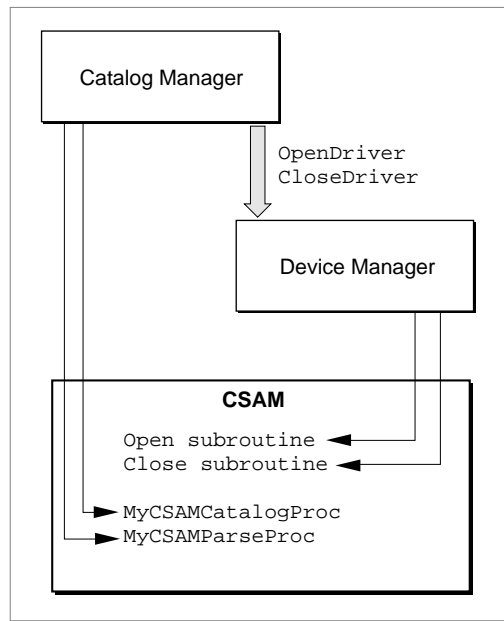 Catalog Manager
OpenDriver
CloseDriver
Device Manager
CSAM
Open subroutine
Close subroutine
MyCSAMCatalogProc
MyCSAMParseProc